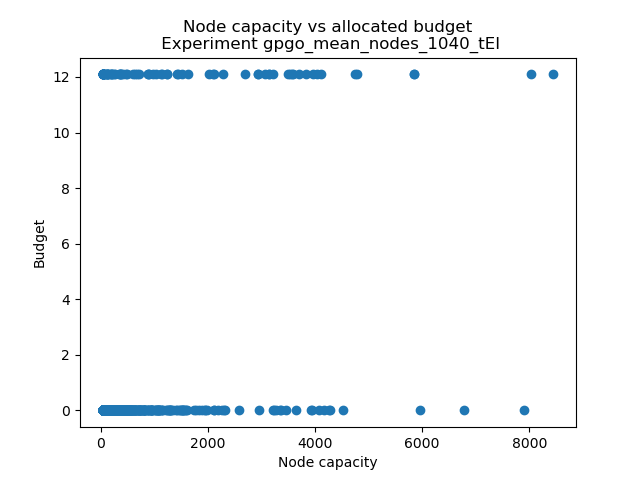 Node capacity vs allocated budget
Experiment gpgo_mean_nodes_1040_tEI
12
10
8
6
4
2
0
Budget
0 2000 4000 6000 8000
Node capacity